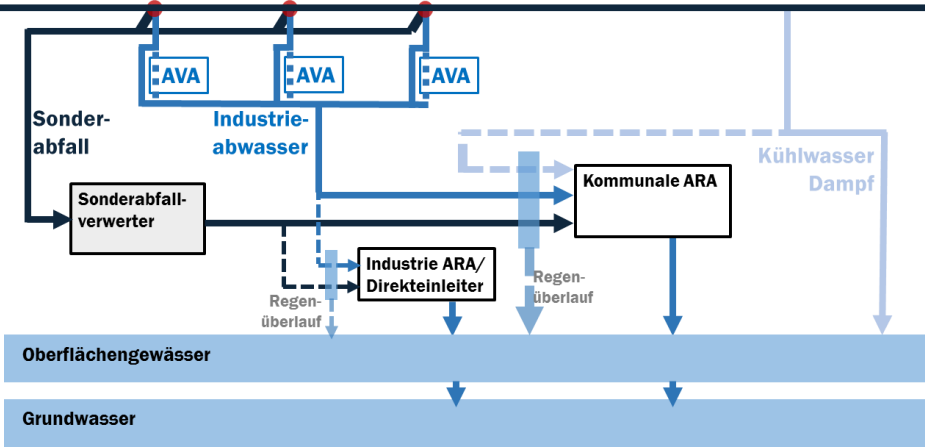 AVA
AVA
AVA
Sonder-
abfall
Industrie-
abwasser
Kühlwasser
Dampf
Kommunale ARA
Sonderabfall-
verwerter
Industrie ARA/
Direkteinleiter
Regen-
überlauf
Regen-
überlauf
Oberflächengewässer
Grundwasser